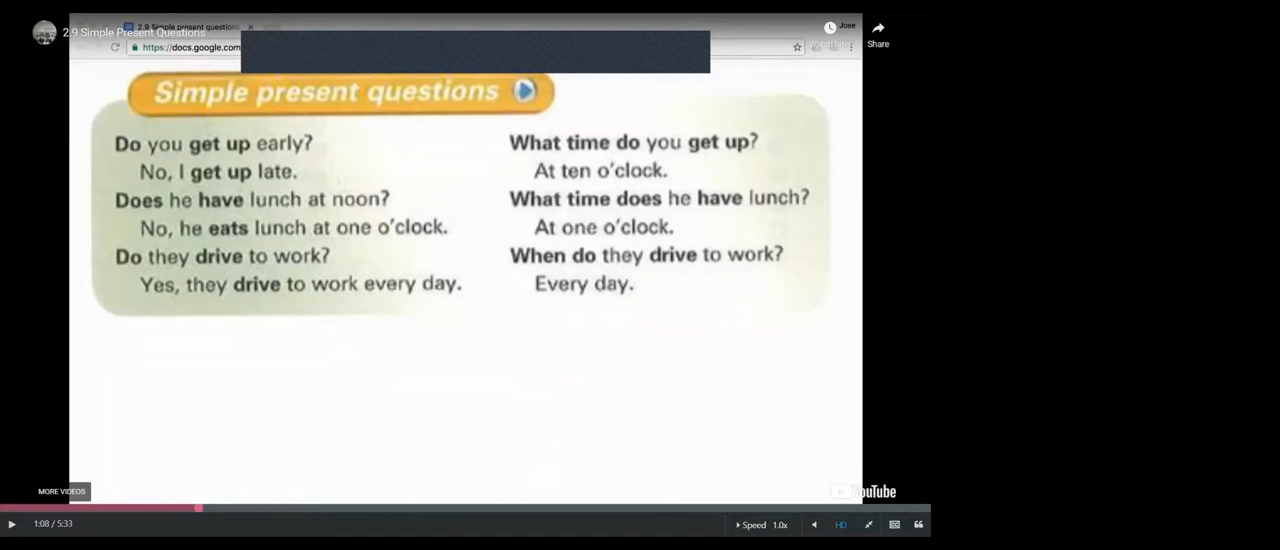 2.9 Simple present questions ×
2.9 Simple Present Questions
Jose
https://docs.google.com
Share
Simple present questions
Do you get up early?
No, I get up late.
Does he have lunch at noon?
No, he eats lunch at one o'clock.
Do they drive to work?
Yes, they drive to work every day.
What time do you get up?
At ten o'clock.
What time does he have lunch?
At one o'clock.
When do they drive to work?
Every day.
MORE VIDEOS
YouTube
1:08 / 5:33
Speed 1.0x
HD